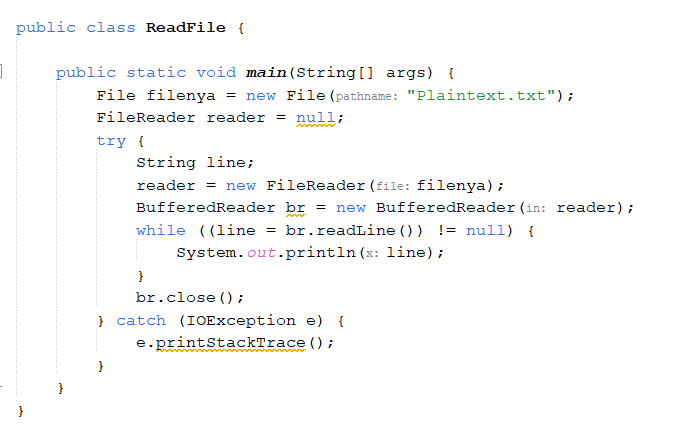 public class ReadFile {
public static void main(String[] args) {
File filenya = new File(pathname: "Plaintext.txt");
FileReader reader = null;
try {
String line;
reader = new FileReader(file: filenya);
BufferedReader br = new BufferedReader(in: reader);
while ((line = br.readLine()) != null) {
System.out.println(x: line);
}
br.close();
} catch (IOException e) {
e.printStackTrace();
}
}
}